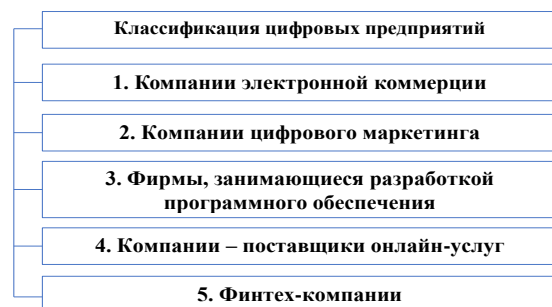 Классификация цифровых предприятий
1. Компании электронной коммерции
2. Компании цифрового маркетинга
3. Фирмы, занимающиеся разработкой
программного обеспечения
4. Компании – поставщики онлайн-услуг
5. Финтех-компании